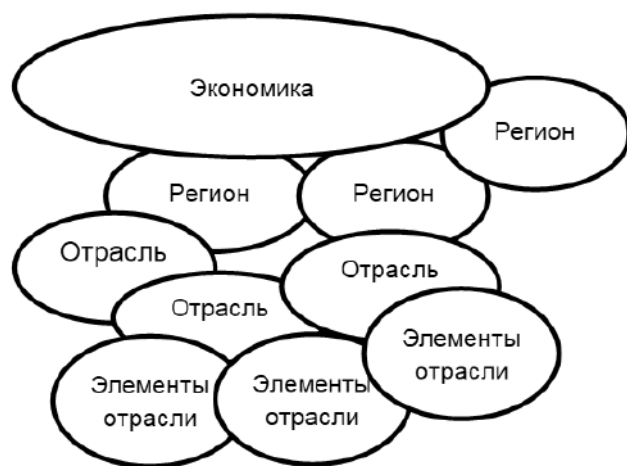 Экономика
Регион
Регион
Регион
Отрасль
Отрасль
Отрасль
Элементы
отрасли
Элементы
отрасли
Элементы
отрасли